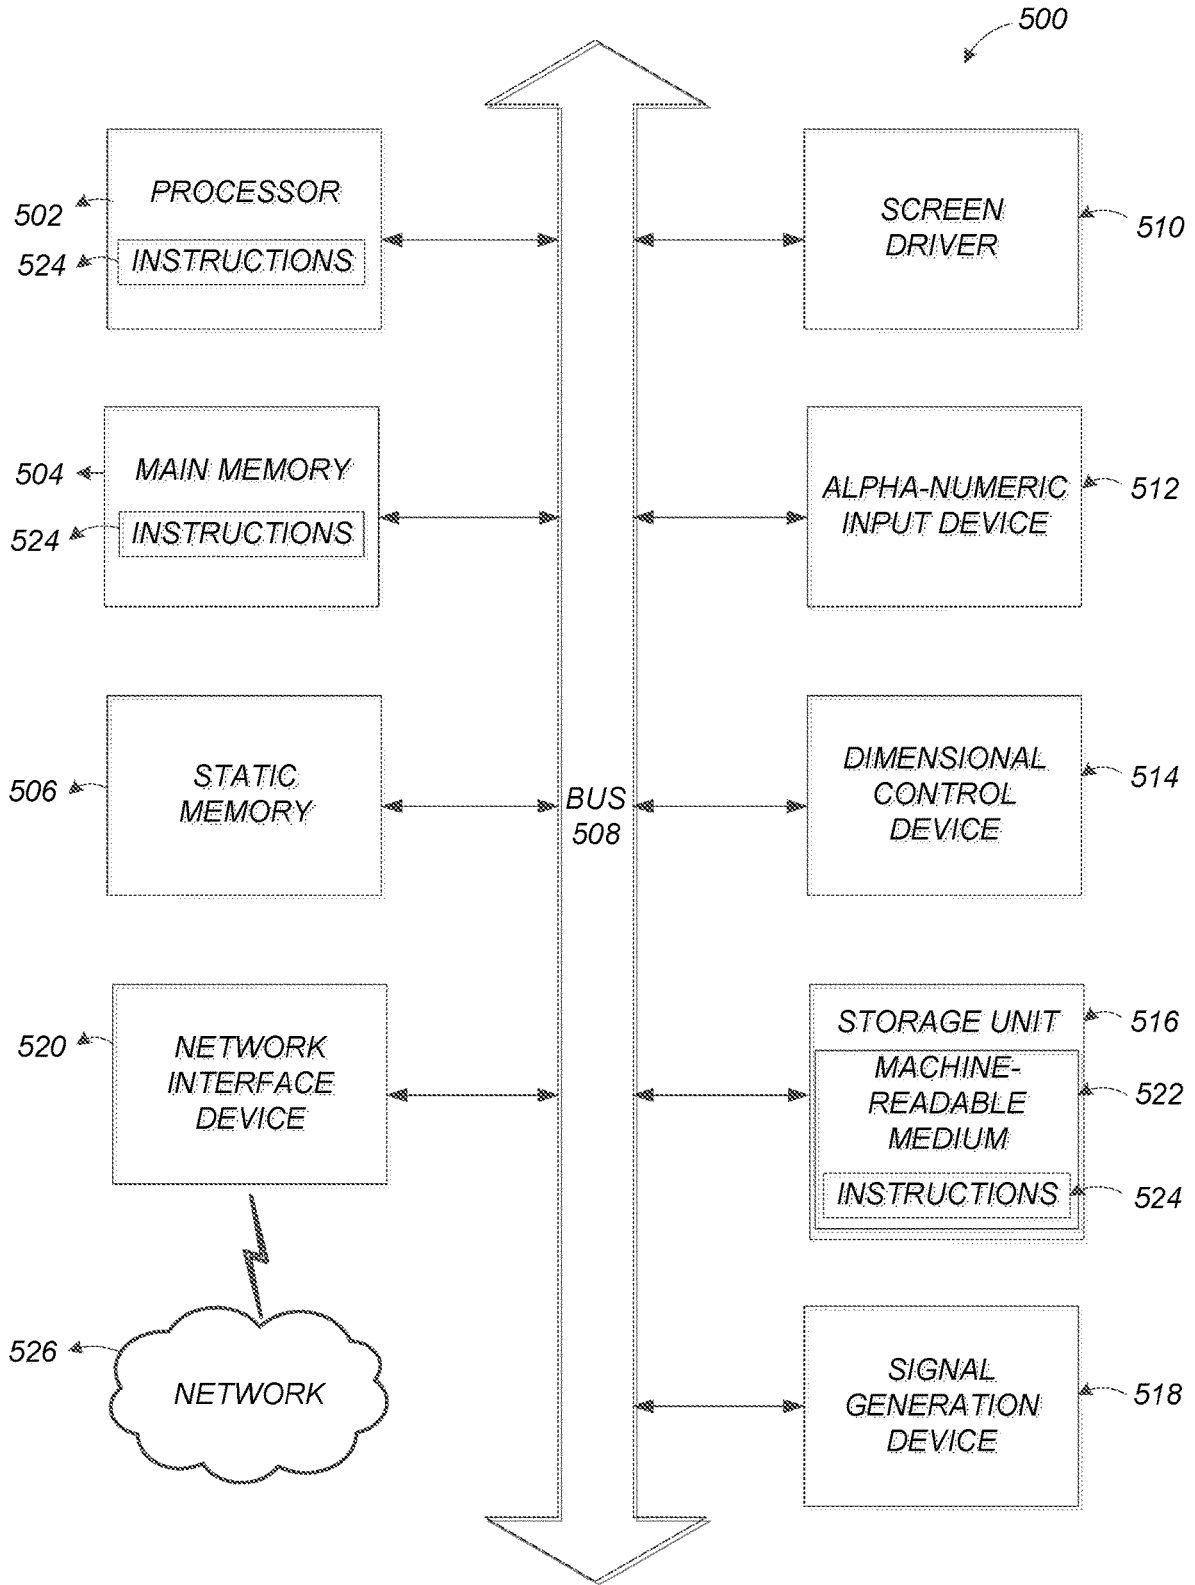 500
PROCESSOR
502
INSTRUCTIONS
524
SCREEN
DRIVER
510
MAIN MEMORY
504
INSTRUCTIONS
524
ALPHA-NUMERIC
INPUT DEVICE
512
STATIC
MEMORY
506
BUS
508
DIMENSIONAL
CONTROL
DEVICE
514
NETWORK
INTERFACE
DEVICE
520
STORAGE UNIT
516
MACHINE-
READABLE
MEDIUM
522
INSTRUCTIONS
524
NETWORK
526
SIGNAL
GENERATION
DEVICE
518